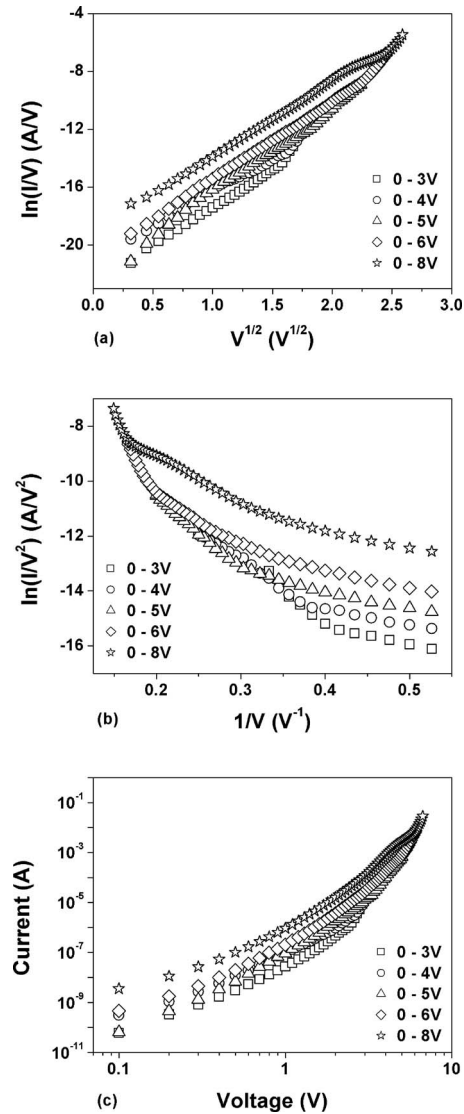 -4
-8
-12
-16
-20
ln(I/V) (A/V)
0 - 3V
0 - 4V
0 - 5V
0 - 6V
0 - 8V
0.0 0.5 1.0 1.5 2.0 2.5 3.0
(a) V^1/2 (V^1/2)
-8
-10
-12
-14
-16
ln(I/V^2) (A/V^2)
0 - 3V
0 - 4V
0 - 5V
0 - 6V
0 - 8V
0.2 0.3 0.4 0.5
(b) 1/V (V^-1)
10^-1
10^-3
10^-5
10^-7
10^-9
10^-11
Current (A)
0 - 3V
0 - 4V
0 - 5V
0 - 6V
0 - 8V
0.1 1 10
(c) Voltage (V)